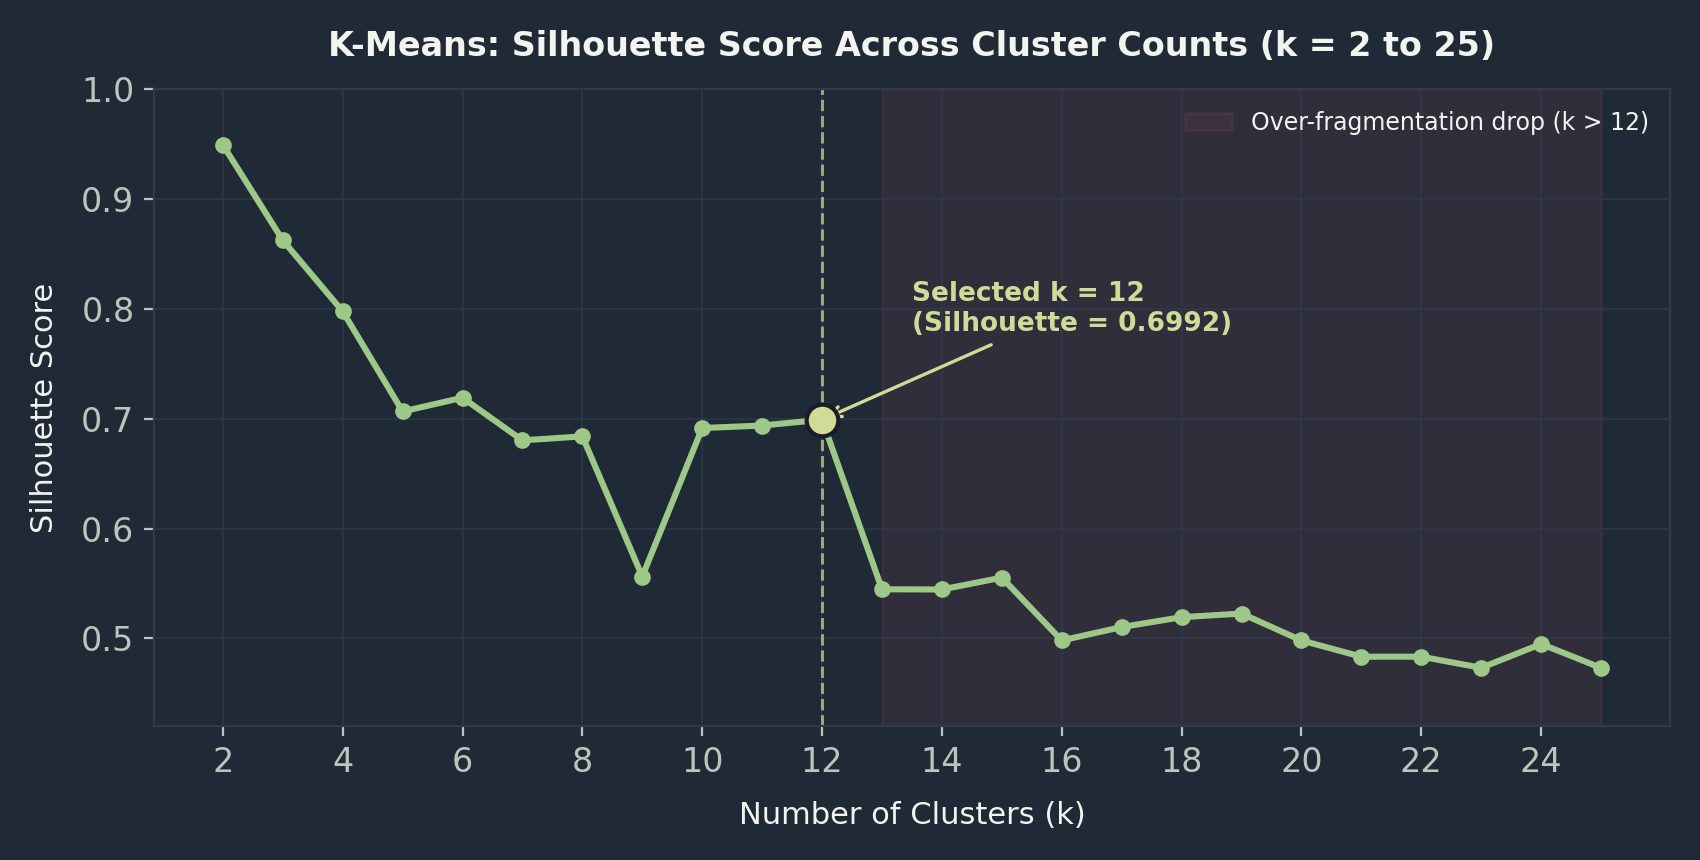 K-Means: Silhouette Score Across Cluster Counts (k = 2 to 25)
Over-fragmentation drop (k > 12)
Selected k = 12
(Silhouette = 0.6992)
Silhouette Score
1.0
0.9
0.8
0.7
0.6
0.5
2 4 6 8 10 12 14 16 18 20 22 24
Number of Clusters (k)